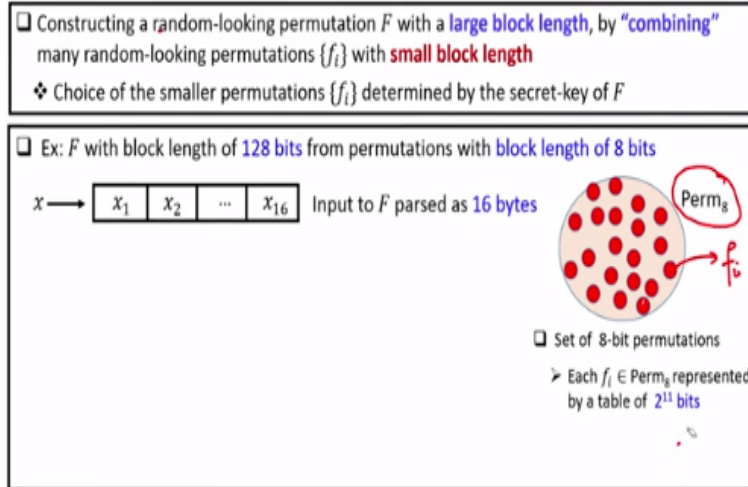 ❑ Constructing a random-looking permutation F with a large block length, by “combining”
many random-looking permutations {fᵢ} with small block length
❖ Choice of the smaller permutations {fᵢ} determined by the secret-key of F
❑ Ex: F with block length of 128 bits from permutations with block length of 8 bits
x → x₁ x₂ ... x₁₆ Input to F parsed as 16 bytes
Perm₈
fᵢ
❑ Set of 8-bit permutations
➢ Each fᵢ ∈ Perm₈ represented
by a table of 2¹¹ bits